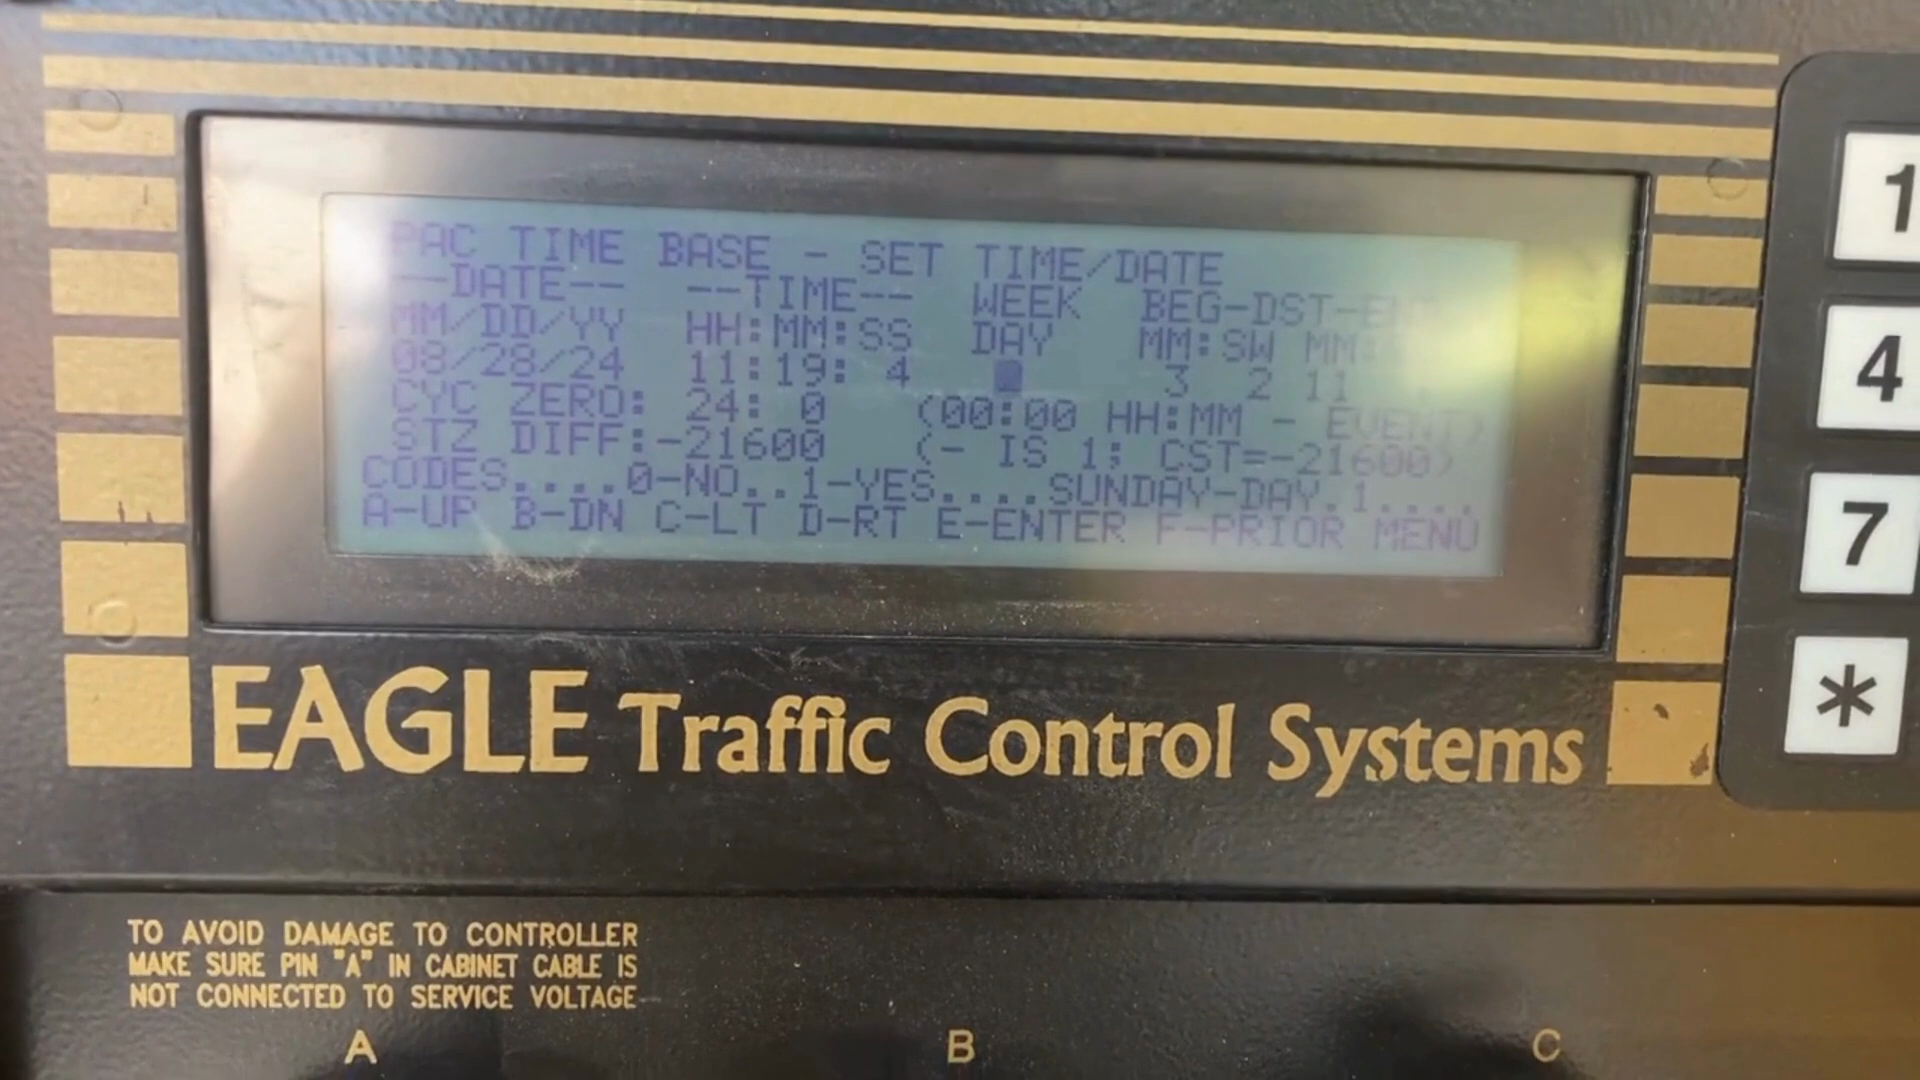 PAC TIME BASE - SET TIME/DATE
--DATE-- --TIME-- WEEK BEG-DST-
MM/DD/YY HH:MM:SS DAY MM:SW MM:
08/28/24 11:19: 4 3 2 11
CYC ZERO: 24: 0 (00:00 HH:MM - EVENT)
STZ DIFF:-21600 (- IS 1; CST=-21600)
CODES....0-NO..1-YES....SUNDAY-DAY.1....
A-UP B-DN C-LT D-RT E-ENTER F-PRIOR MENU
EAGLE Traffic Control Systems
1
4
7
*
TO AVOID DAMAGE TO CONTROLLER
MAKE SURE PIN "A" IN CABINET CABLE IS
NOT CONNECTED TO SERVICE VOLTAGE
A B C